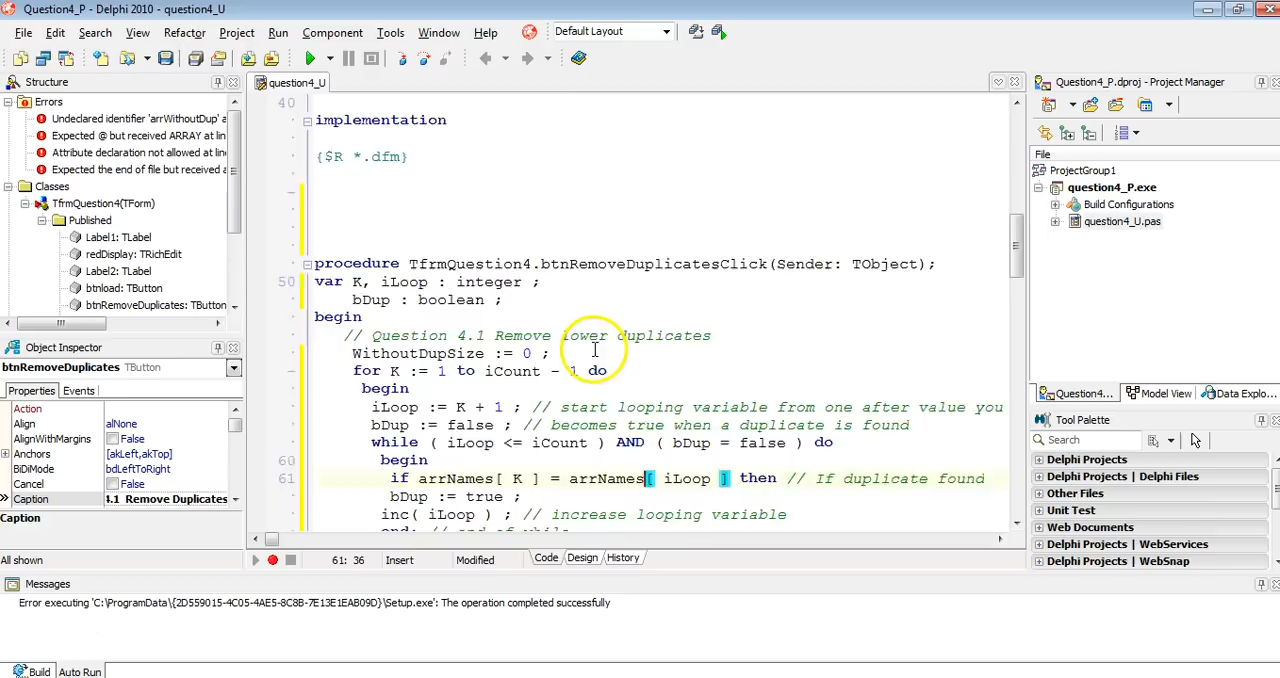 Question4_P - Delphi 2010 - question4_U
File Edit Search View Refactor Project Run Component Tools Window Help Default Layout
Structure
question4_U
Question4_P.dproj - Project Manager
Errors
Undeclared identifier 'arrWithoutDup' a
Expected @ but received ARRAY at lin
Attribute declaration not allowed at line
Expected the end of file but received a
Classes
TfrmQuestion4(TForm)
Published
Label1: TLabel
redDisplay: TRichEdit
Label2: TLabel
btnload: TButton
btnRemoveDuplicates: TButton
Object Inspector
btnRemoveDuplicates TButton
Properties Events
Action
Align alNone
AlignWithMargins False
Anchors [akLeft,akTop]
BiDiMode bdLeftToRight
Cancel False
Caption 4.1 Remove Duplicates
Caption
All shown
40
implementation
{$R *.dfm}
procedure TfrmQuestion4.btnRemoveDuplicatesClick(Sender: TObject);
50 var K, iLoop : integer ;
bDup : boolean ;
begin
// Question 4.1 Remove lower duplicates
WithoutDupSize := 0 ;
for K := 1 to iCount - 1 do
begin
iLoop := K + 1 ; // start looping variable from one after value you
bDup := false ; // becomes true when a duplicate is found
while ( iLoop <= iCount ) AND ( bDup = false ) do
60 begin
61 if arrNames[ K ] = arrNames[ iLoop ] then // If duplicate found
bDup := true ;
inc( iLoop ) ; // increase looping variable
end; // end of while
61: 36 Insert Modified Code Design History
File
ProjectGroup1
question4_P.exe
Build Configurations
question4_U.pas
Question4... Model View Data Explo...
Tool Palette
Search
Delphi Projects
Delphi Projects | Delphi Files
Other Files
Unit Test
Web Documents
Delphi Projects | WebServices
Delphi Projects | WebSnap
Messages
Error executing 'C:\ProgramData\{2D559015-4C05-4AE5-8C8B-7E13E1EAB09D}\Setup.exe': The operation completed successfully
Build Auto Run